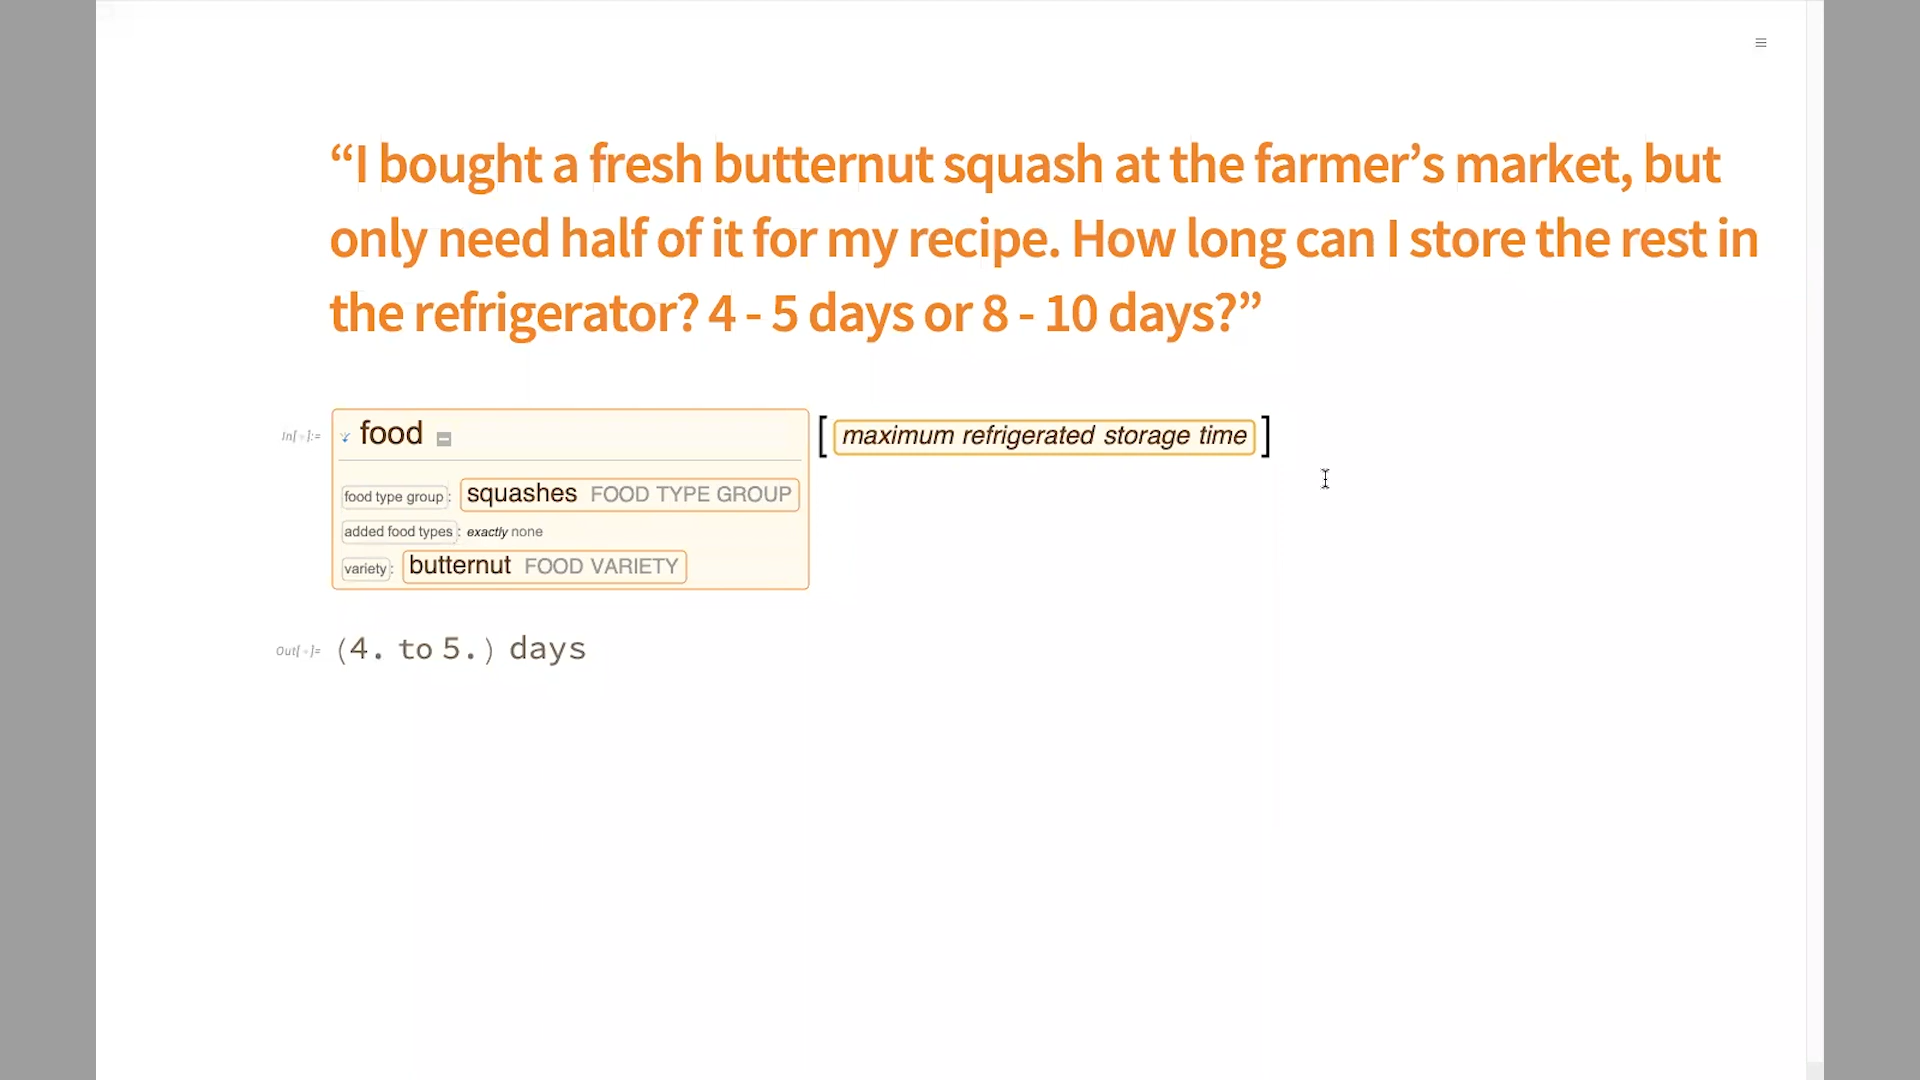 “I bought a fresh butternut squash at the farmer’s market, but
only need half of it for my recipe. How long can I store the rest in
the refrigerator? 4 - 5 days or 8 - 10 days?”
In[ ]:= food [ maximum refrigerated storage time ]
food type group : squashes FOOD TYPE GROUP
added food types : exactly none
variety : butternut FOOD VARIETY
Out[ ]= (4. to 5.) days